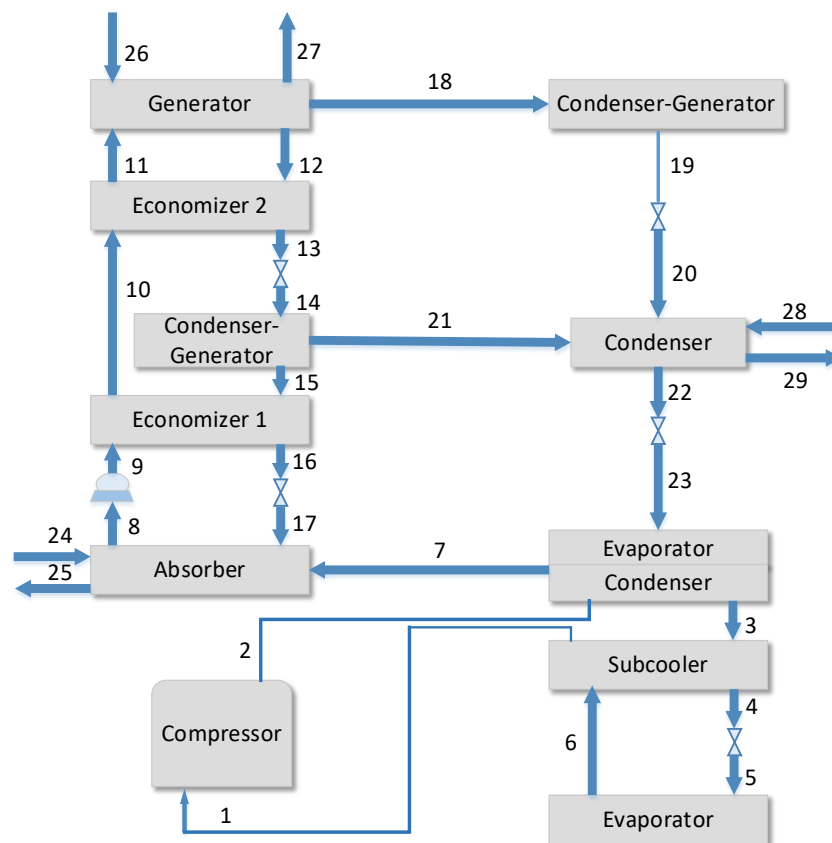 26
27
Generator
18
Condenser-Generator
11
12
19
Economizer 2
13
10
20
14
28
Condenser-
Generator
21
Condenser
29
15
22
Economizer 1
9
16
23
8
17
24
7
Evaporator
25
Absorber
Condenser
2
3
Subcooler
4
Compressor
6
5
1
Evaporator